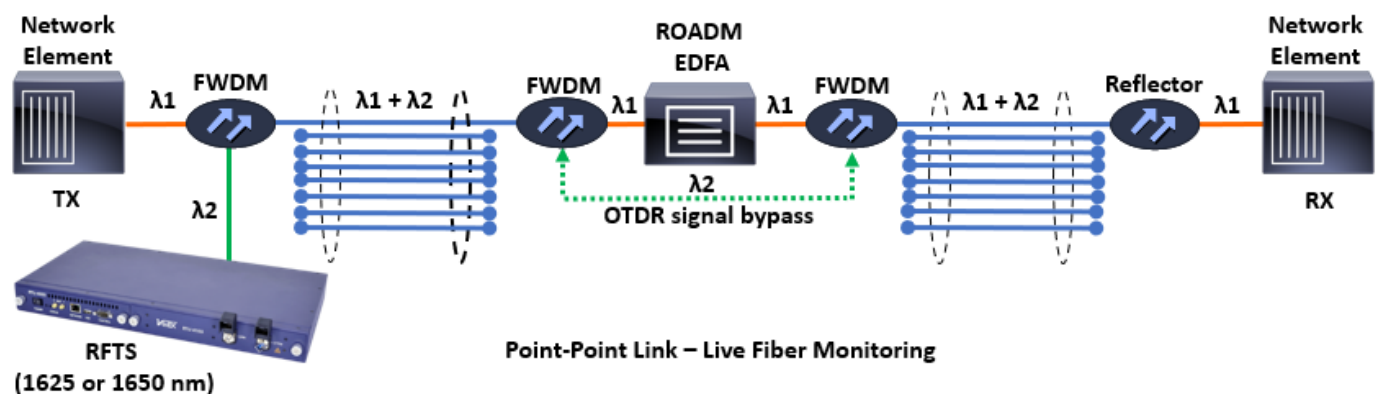 Network
Element
TX
λ1
FWDM
λ2
RFTS
(1625 or 1650 nm)
λ1 + λ2
FWDM
λ1
ROADM
EDFA
λ1
FWDM
λ2
OTDR signal bypass
λ1 + λ2
Reflector
λ1
Network
Element
RX
Point-Point Link – Live Fiber Monitoring